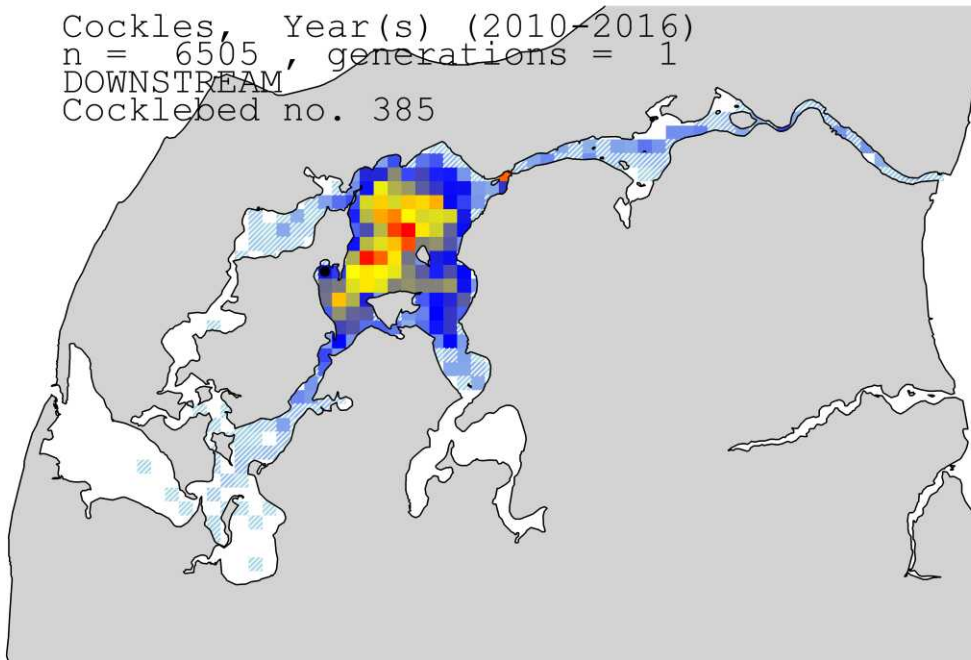 Cockles, Year(s) (2010-2016)
n = 6505 , generations = 1
DOWNSTREAM
Cocklebed no. 385